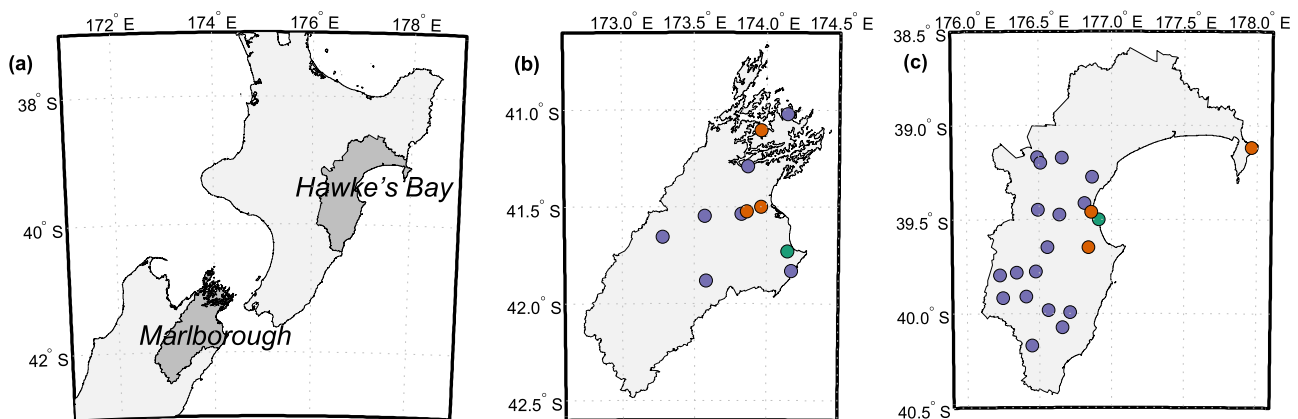 172° E 174° E 176° E 178° E
(a)
38° S
40° S
42° S
Hawke's Bay
Marlborough
173.0° E 173.5° E 174.0° E 174.5° E
(b)
41.0° S
41.5° S
42.0° S
42.5° S
176.0° E 176.5° E 177.0° E 177.5° E 178.0° E
38.5° S
(c)
39.0° S
39.5° S
40.0° S
40.5° S